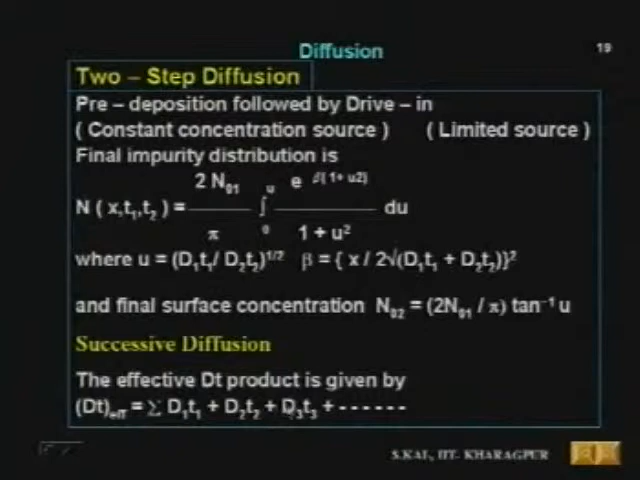 Diffusion
19
Two – Step Diffusion
Pre – deposition followed by Drive – in
( Constant concentration source ) ( Limited source )
Final impurity distribution is
2 N₀₁ u e β( 1+ u2)
N ( x,t₁,t₂ ) = ——— ∫ ——— du
π 0 1 + u²
where u = (D₁t₁/ D₂t₂)¹/² β = { x / 2√(D₁t₁ + D₂t₂)}²
and final surface concentration N₀₂ = (2N₀₁ / π) tan⁻¹ u
Successive Diffusion
The effective Dt product is given by
(Dt)eff = Σ D₁t₁ + D₂t₂ + D₃t₃ + - - - - - -
S.KAL, IIT- KHARAGPUR